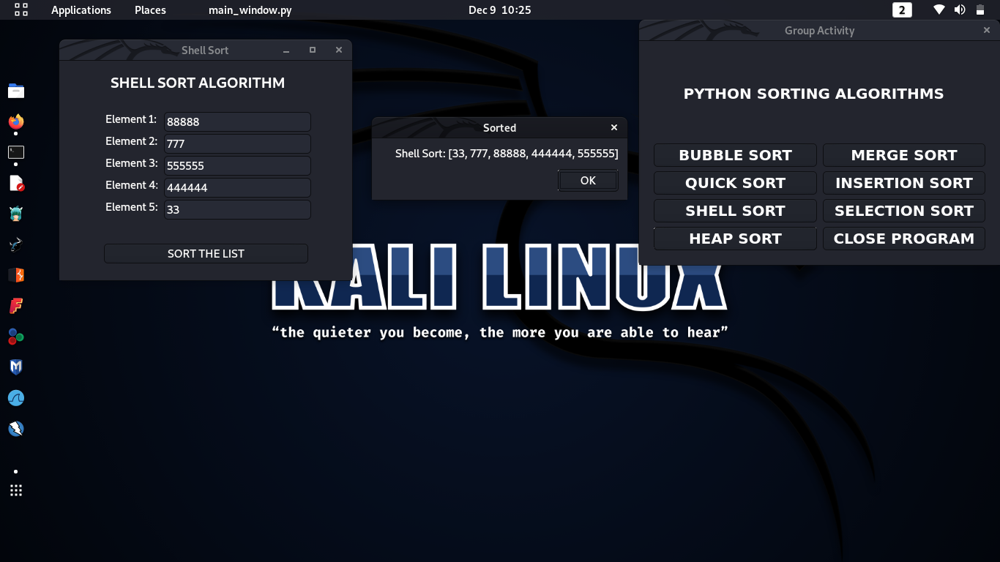 Applications Places main_window.py Dec 9 10:25 2
Shell Sort
SHELL SORT ALGORITHM
Element 1: 88888
Element 2: 777
Element 3: 555555
Element 4: 444444
Element 5: 33
SORT THE LIST
Sorted
Shell Sort: [33, 777, 88888, 444444, 555555]
OK
Group Activity
PYTHON SORTING ALGORITHMS
BUBBLE SORT MERGE SORT
QUICK SORT INSERTION SORT
SHELL SORT SELECTION SORT
HEAP SORT CLOSE PROGRAM
KALI LINUX
“the quieter you become, the more you are able to hear”